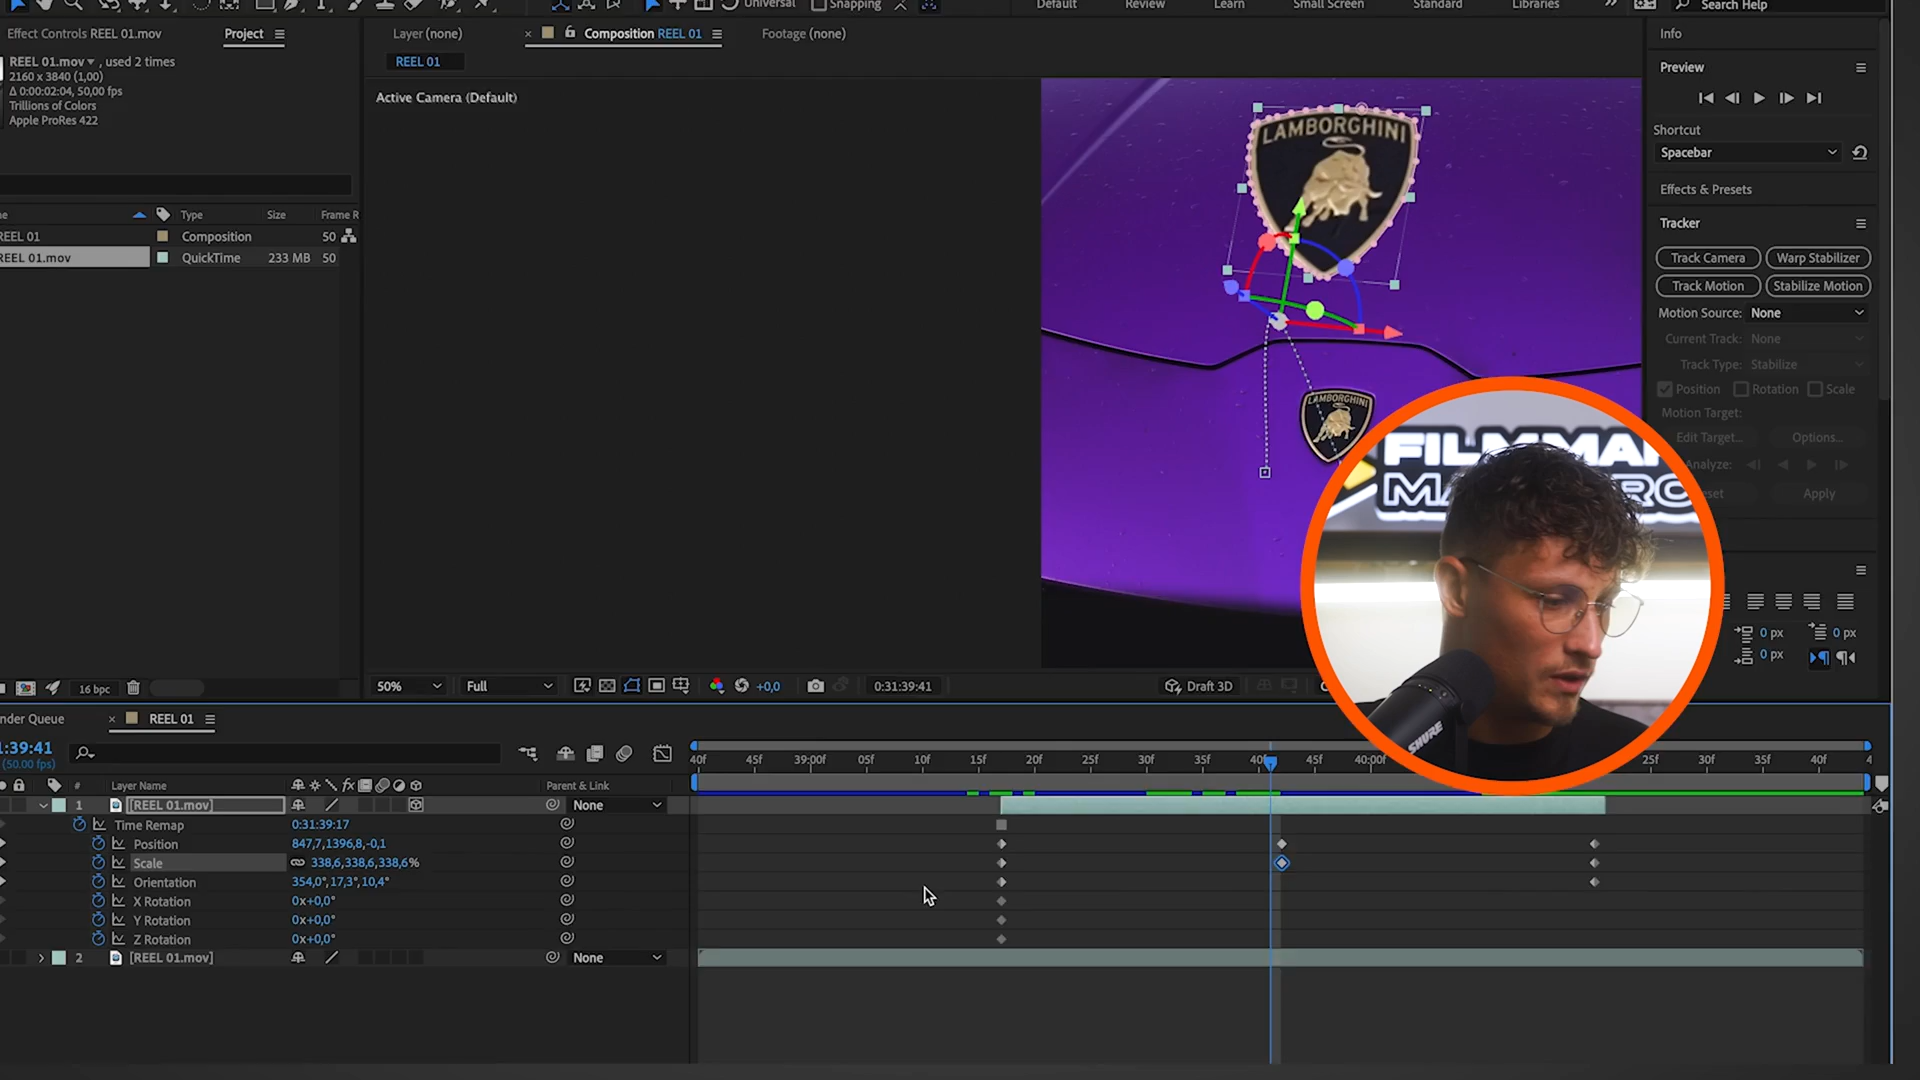 Universal
Snapping
Default
Review
Learn
Small Screen
Standard
Libraries
Search Help
Effect Controls REEL 01.mov
Project
Layer (none)
Composition REEL 01
Footage (none)
Info
REEL 01
REEL 01.mov , used 2 times
2160 x 3840 (1,00)
Δ 0:00:02:04, 50,00 fps
Trillions of Colors
Apple ProRes 422
Active Camera (Default)
Preview
Shortcut
Spacebar
Effects & Presets
Type
Size
Frame R
REEL 01
Composition
50
REEL 01.mov
QuickTime
233 MB
50
LAMBORGHINI
LAMBORGHINI
Tracker
Track Camera
Warp Stabilizer
Track Motion
Stabilize Motion
Motion Source: None
Current Track: None
Track Type: Stabilize
Position
Rotation
Scale
Motion Target:
Edit Target...
Options...
Analyze:
Apply
FILMMA
SHURE
0 px
0 px
0 px
16 bpc
50%
Full
+0,0
0:31:39:41
Draft 3D
nder Queue
REEL 01
:39:41
(50.00 fps)
40f
45f
39:00f
05f
10f
15f
20f
25f
30f
35f
40f
45f
40:00f
25f
30f
35f
40f
#
Layer Name
Parent & Link
1
[REEL 01.mov]
None
Time Remap
0:31:39:17
Position
847,7,1396,8,-0,1
Scale
338,6,338,6,338,6%
Orientation
354,0°,17,3°,10,4°
X Rotation
0x+0,0°
Y Rotation
0x+0,0°
Z Rotation
0x+0,0°
2
[REEL 01.mov]
None